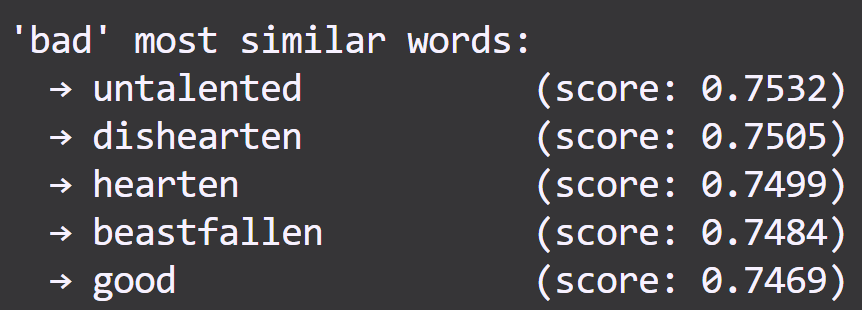 'bad' most similar words:
→ untalented (score: 0.7532)
→ dishearten (score: 0.7505)
→ hearten (score: 0.7499)
→ beastfallen (score: 0.7484)
→ good (score: 0.7469)